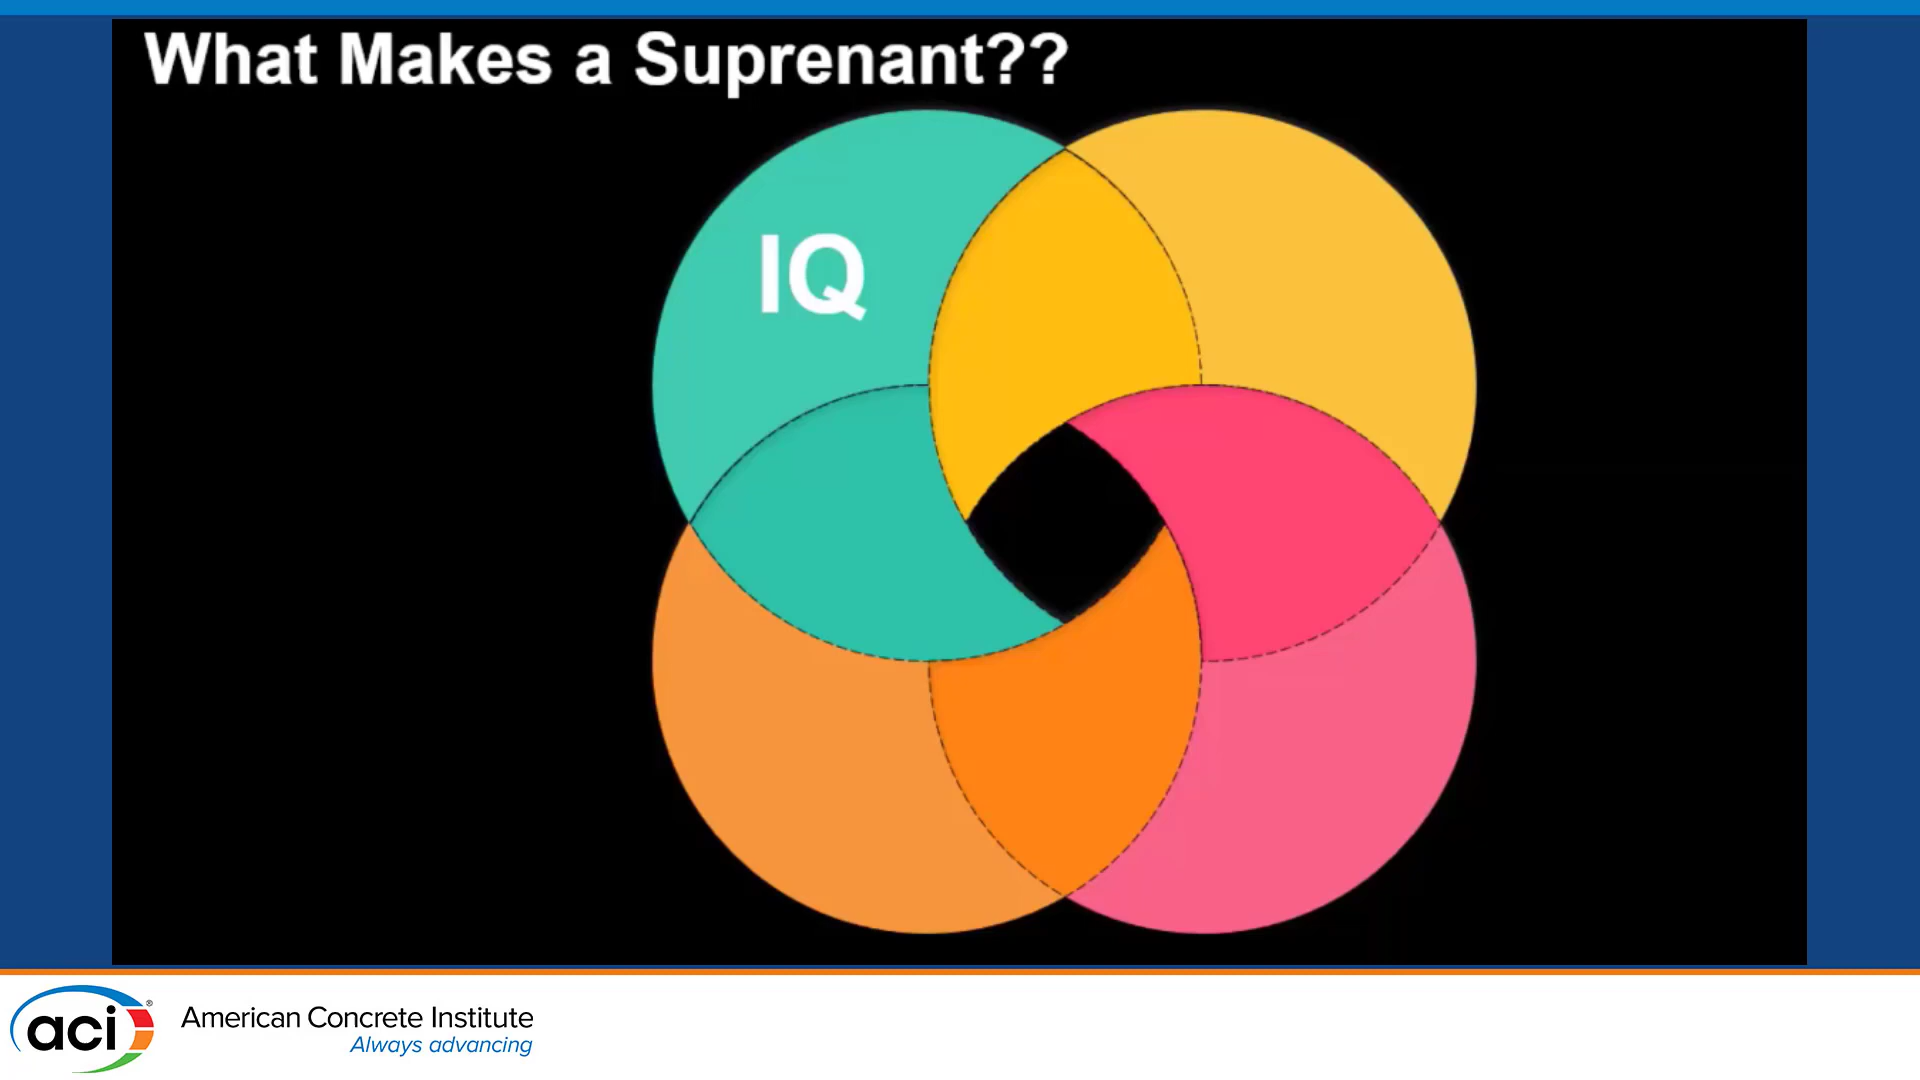 What Makes a Suprenant??
IQ
aci®
American Concrete Institute
Always advancing